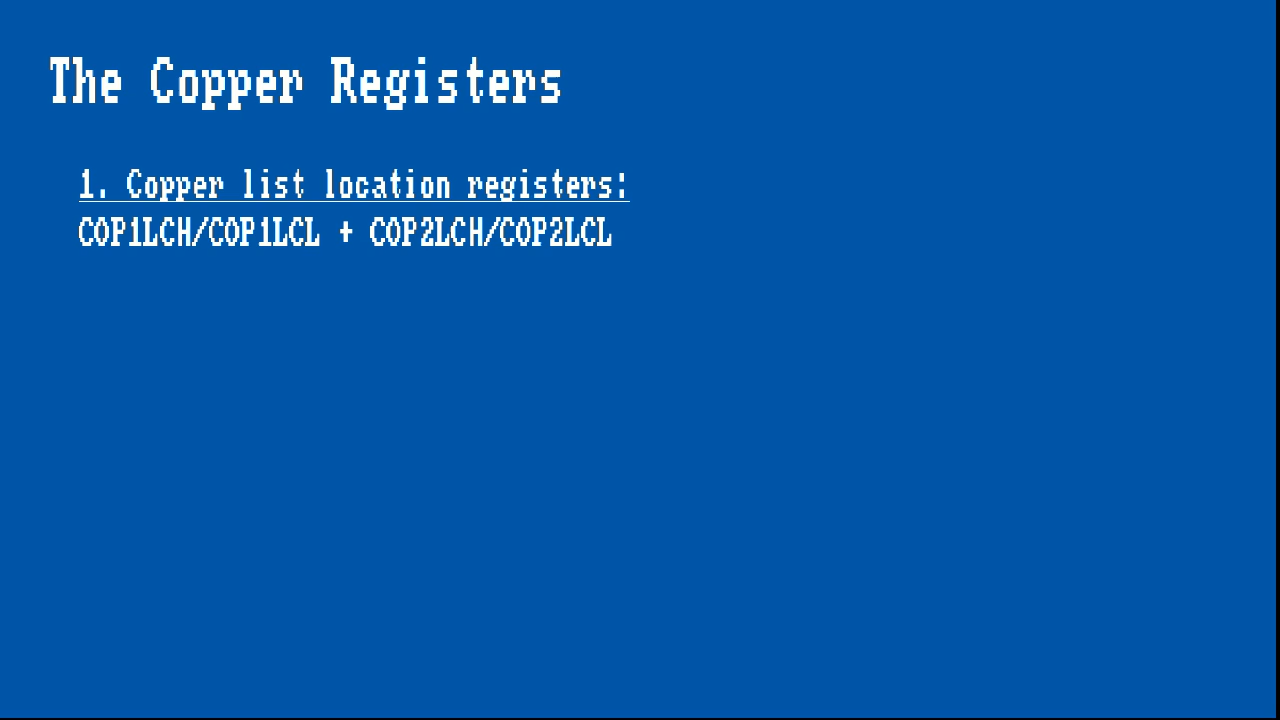 The Copper Registers
1. Copper list location registers:
COP1LCH/COP1LCL + COP2LCH/COP2LCL